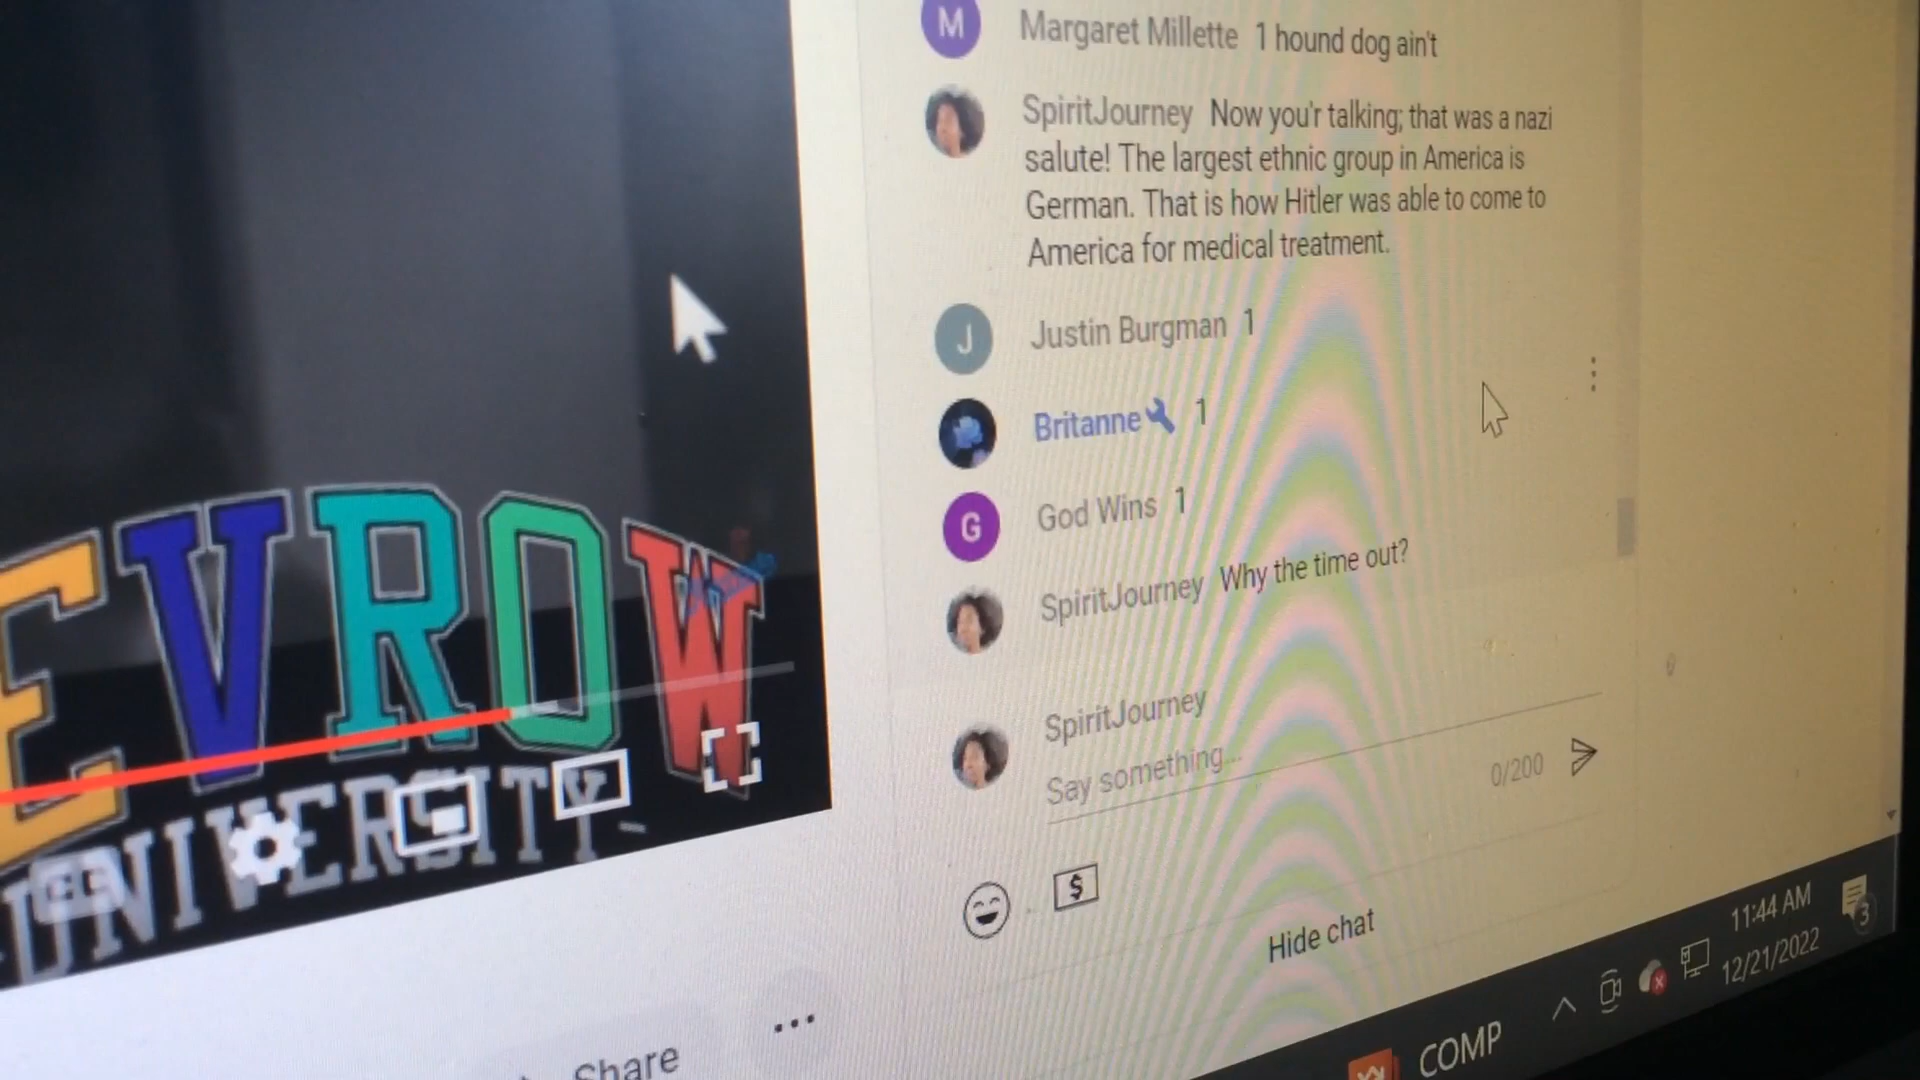 M
Margaret Millette 1 hound dog ain't
SpiritJourney Now you'r talking; that was a nazi
salute! The largest ethnic group in America is
German. That is how Hitler was able to come to
America for medical treatment.
J
Justin Burgman 1
Britanne 1
G
God Wins 1
SpiritJourney Why the time out?
SpiritJourney
Say something...
0/200
$
Hide chat
EVROW
UNIVERSITY
CC
Share
COMP
11:44 AM
12/21/2022
3